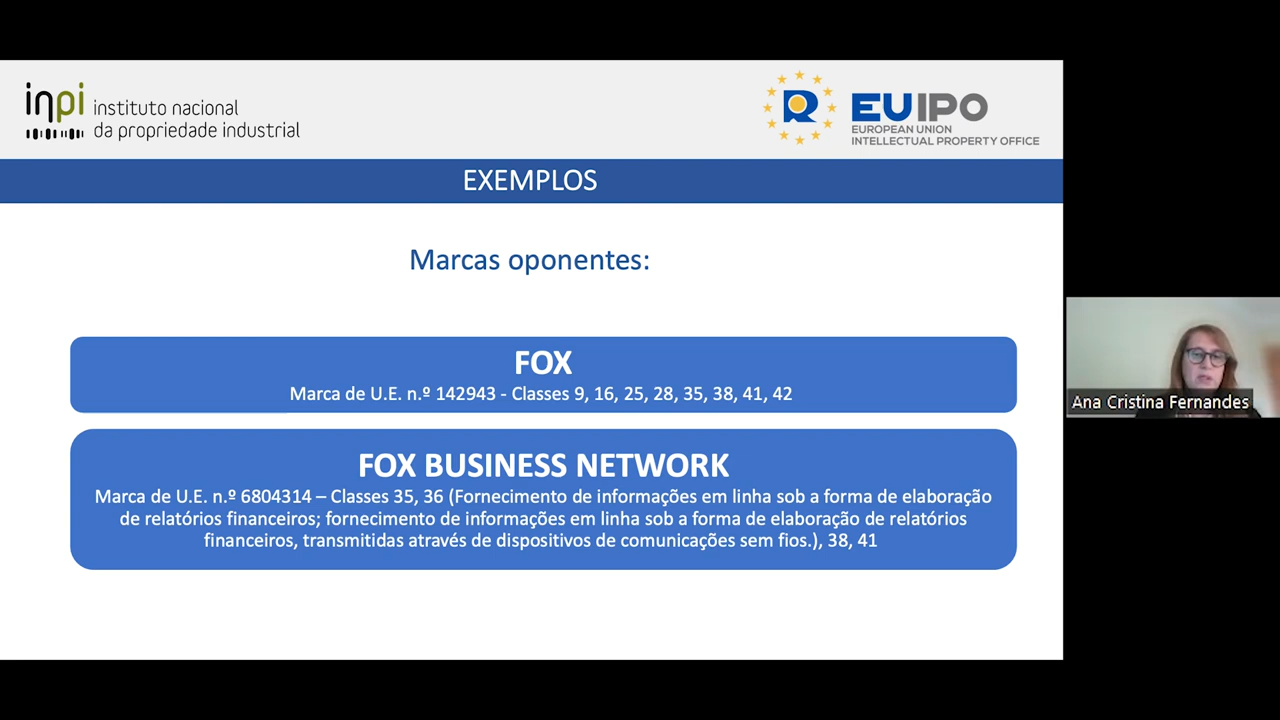 inpi instituto nacional
da propriedade industrial
EUIPO
EUROPEAN UNION
INTELLECTUAL PROPERTY OFFICE
EXEMPLOS
Marcas oponentes:
FOX
Marca de U.E. n.º 142943 - Classes 9, 16, 25, 28, 35, 38, 41, 42
FOX BUSINESS NETWORK
Marca de U.E. n.º 6804314 – Classes 35, 36 (Fornecimento de informações em linha sob a forma de elaboração
de relatórios financeiros; fornecimento de informações em linha sob a forma de elaboração de relatórios
financeiros, transmitidas através de dispositivos de comunicações sem fios.), 38, 41
Ana Cristina Fernandes